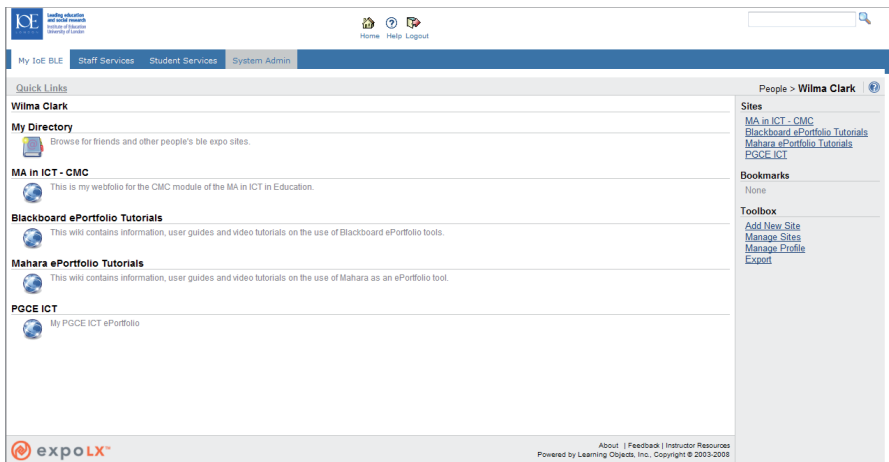 IOE
LONDON
Leading education
and social research
Institute of Education
University of London
Home Help Logout
My IoE BLE Staff Services Student Services System Admin
Quick Links
People > Wilma Clark
Wilma Clark
My Directory
Browse for friends and other people's ble expo sites.
MA in ICT - CMC
This is my webfolio for the CMC module of the MA in ICT in Education.
Blackboard ePortfolio Tutorials
This wiki contains information, user guides and video tutorials on the use of Blackboard ePortfolio tools.
Mahara ePortfolio Tutorials
This wiki contains information, user guides and video tutorials on the use of Mahara as an ePortfolio tool.
PGCE ICT
My PGCE ICT ePortfolio
Sites
MA in ICT - CMC
Blackboard ePortfolio Tutorials
Mahara ePortfolio Tutorials
PGCE ICT
Bookmarks
None
Toolbox
Add New Site
Manage Sites
Manage Profile
Export
expo LX™
About | Feedback | Instructor Resources
Powered by Learning Objects, Inc., Copyright © 2003-2008